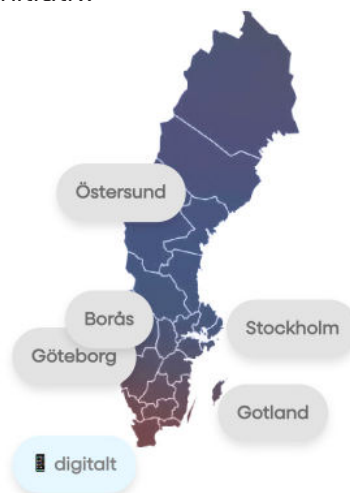 Östersund
Borås
Stockholm
Göteborg
Gotland
digitalt